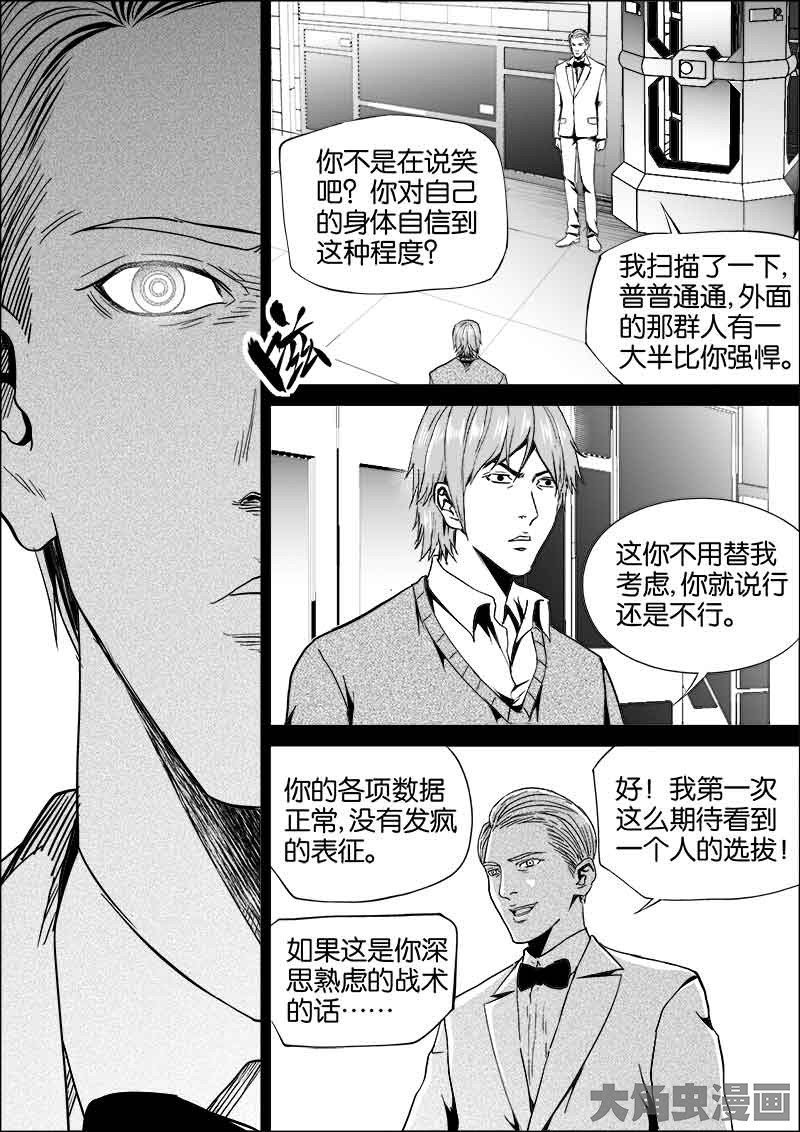 你不是在说笑
吧？你对自己
的身体自信到
这种程度？
我扫描了一下，
普普通通，外面
的那群人有一
大半比你强悍。
这你不用替我
考虑，你就说行
还是不行。
你的各项数据
正常，没有发疯
的表征。
如果这是你深
思熟虑的战术
的话……
好！我第一次
这么期待看到
一个人的选拔！
大角虫漫画